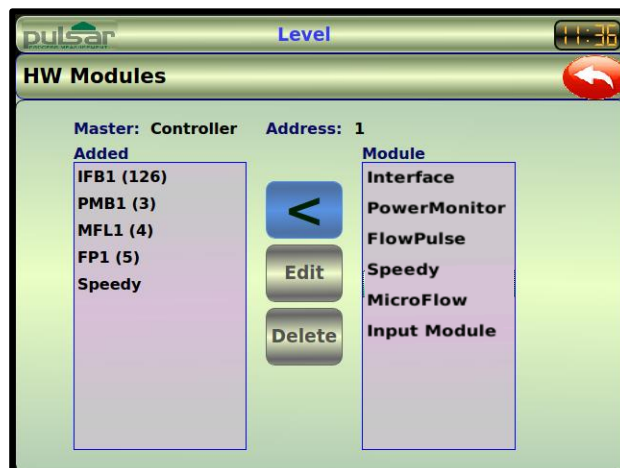 pulsar
Level
11:36
HW Modules
Master: Controller Address: 1
Added
IFB1 (126)
PMB1 (3)
MFL1 (4)
FP1 (5)
Speedy
<
Edit
Delete
Module
Interface
PowerMonitor
FlowPulse
Speedy
MicroFlow
Input Module